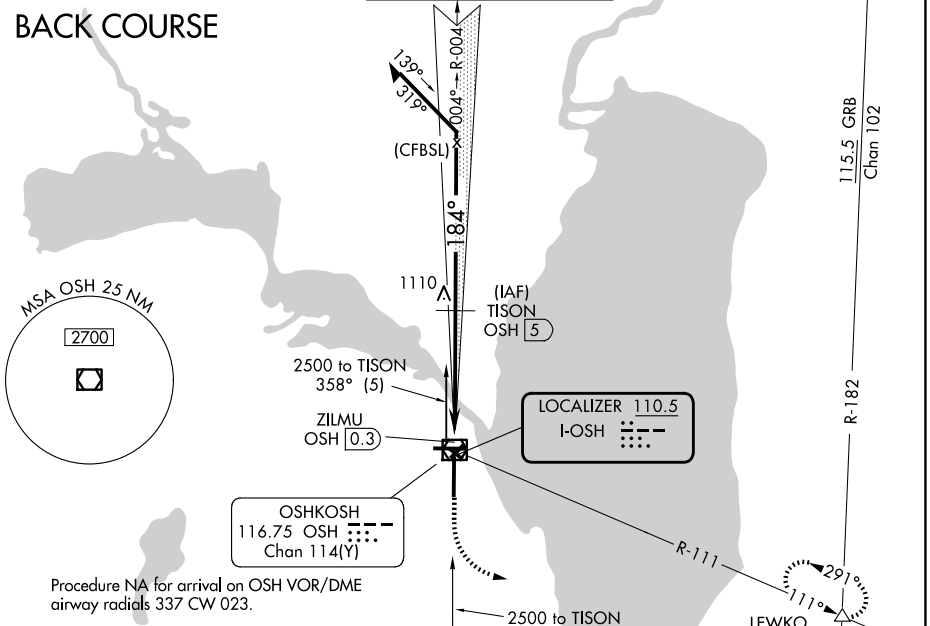 BACK COURSE
R-004
004°
139°
319°
(CFBSL)
X
184°
115.5 GRB
Chan 102
1110
(IAF)
TISON
OSH 5
MSA OSH 25 NM
2700
2500 to TISON
358° (5)
ZILMU
OSH 0.3
LOCALIZER 110.5
I-OSH
R-182
OSHKOSH
116.75 OSH
Chan 114(Y)
R-111
291°
111°
Procedure NA for arrival on OSH VOR/DME
airway radials 337 CW 023.
2500 to TISON
LEWKO